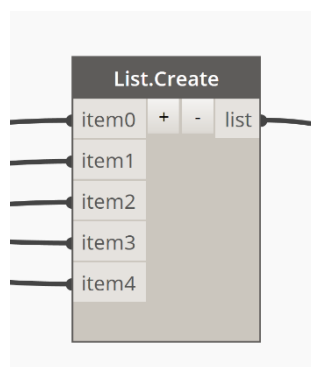 List.Create
item0 + - list
item1
item2
item3
item4